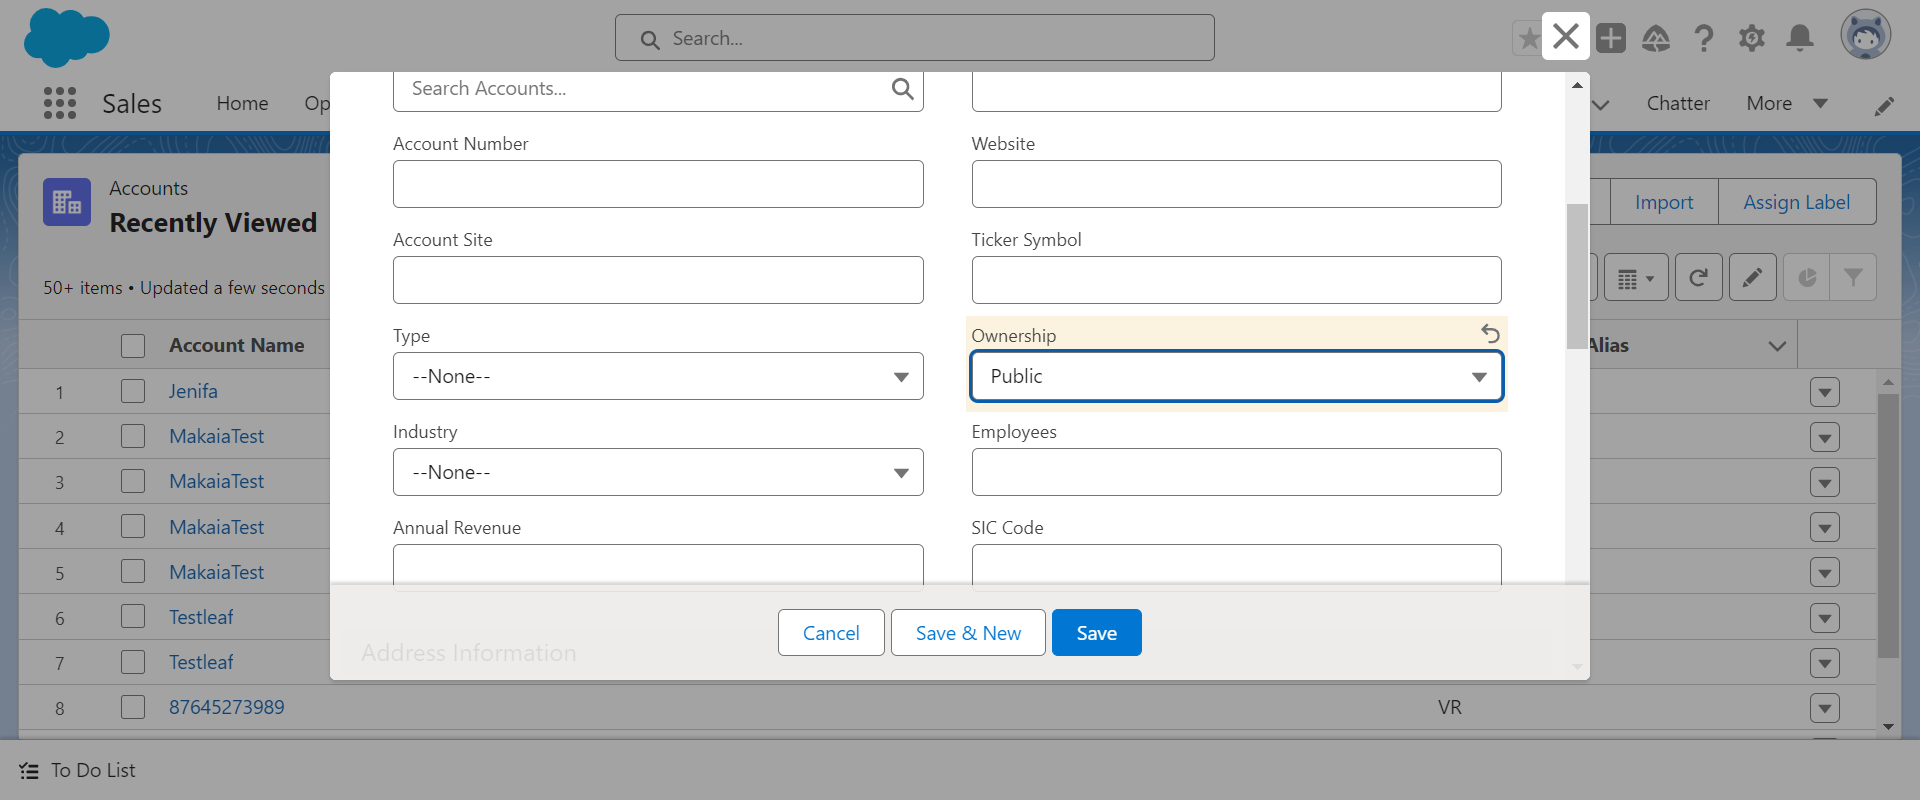 Search...
Sales
Home
Op
Chatter
More
Accounts
Recently Viewed
Import
Assign Label
50+ items • Updated a few seconds
Account Name
Alias
1
Jenifa
2
MakaiaTest
3
MakaiaTest
4
MakaiaTest
5
MakaiaTest
6
Testleaf
7
Testleaf
8
87645273989
VR
Search Accounts...
Account Number
Website
Account Site
Ticker Symbol
Type
Ownership
--None--
Public
Industry
Employees
--None--
Annual Revenue
SIC Code
Address Information
Cancel
Save & New
Save
To Do List